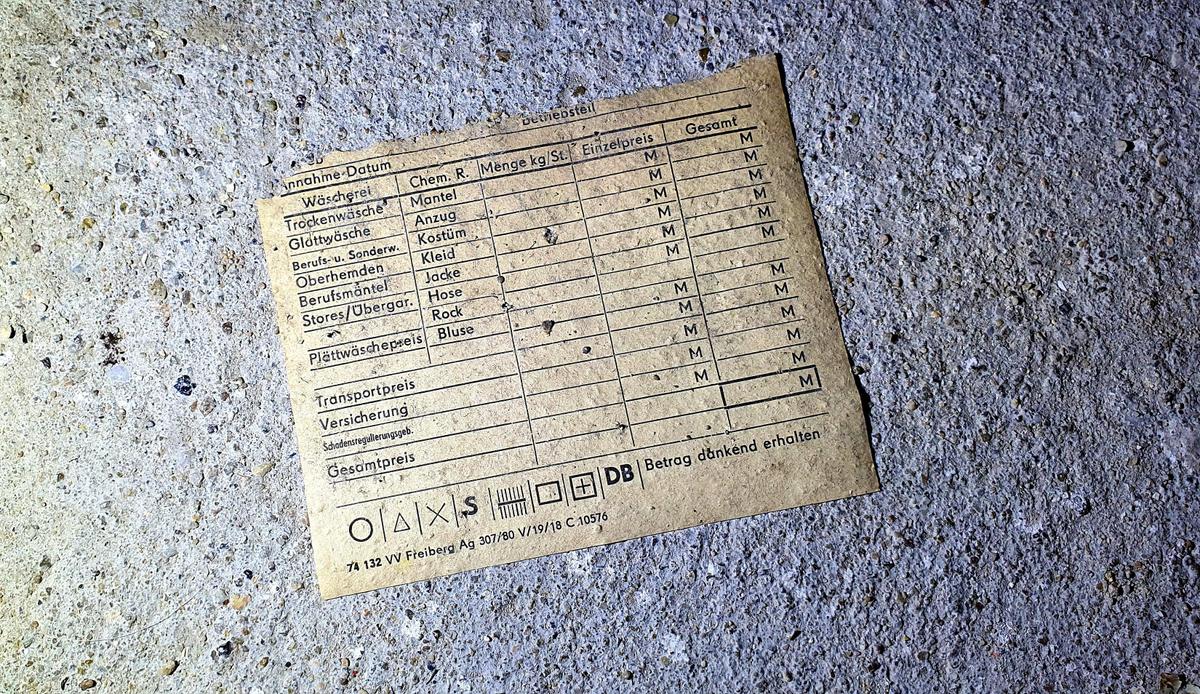 Betriebsteil
nnahme-Datum
Wäscherei Chem. R. Menge kg/St. Einzelpreis Gesamt
Trockenwäsche Mantel M M
Glattwäsche Anzug M M
Berufs- u. Sonderw. Kostüm M M
Oberhemden Kleid M M
Berufsmäntel Jacke M M
Stores/Übergar. Hose M M
Rock
Plättwäschepreis Bluse M M
M M
Transportpreis M M
Versicherung M M
Schadensregulierungsgeb. M M
Gesamtpreis M
S DB Betrag dankend erhalten
74 132 VV Freiberg Ag 307/80 V/19/18 C 10576